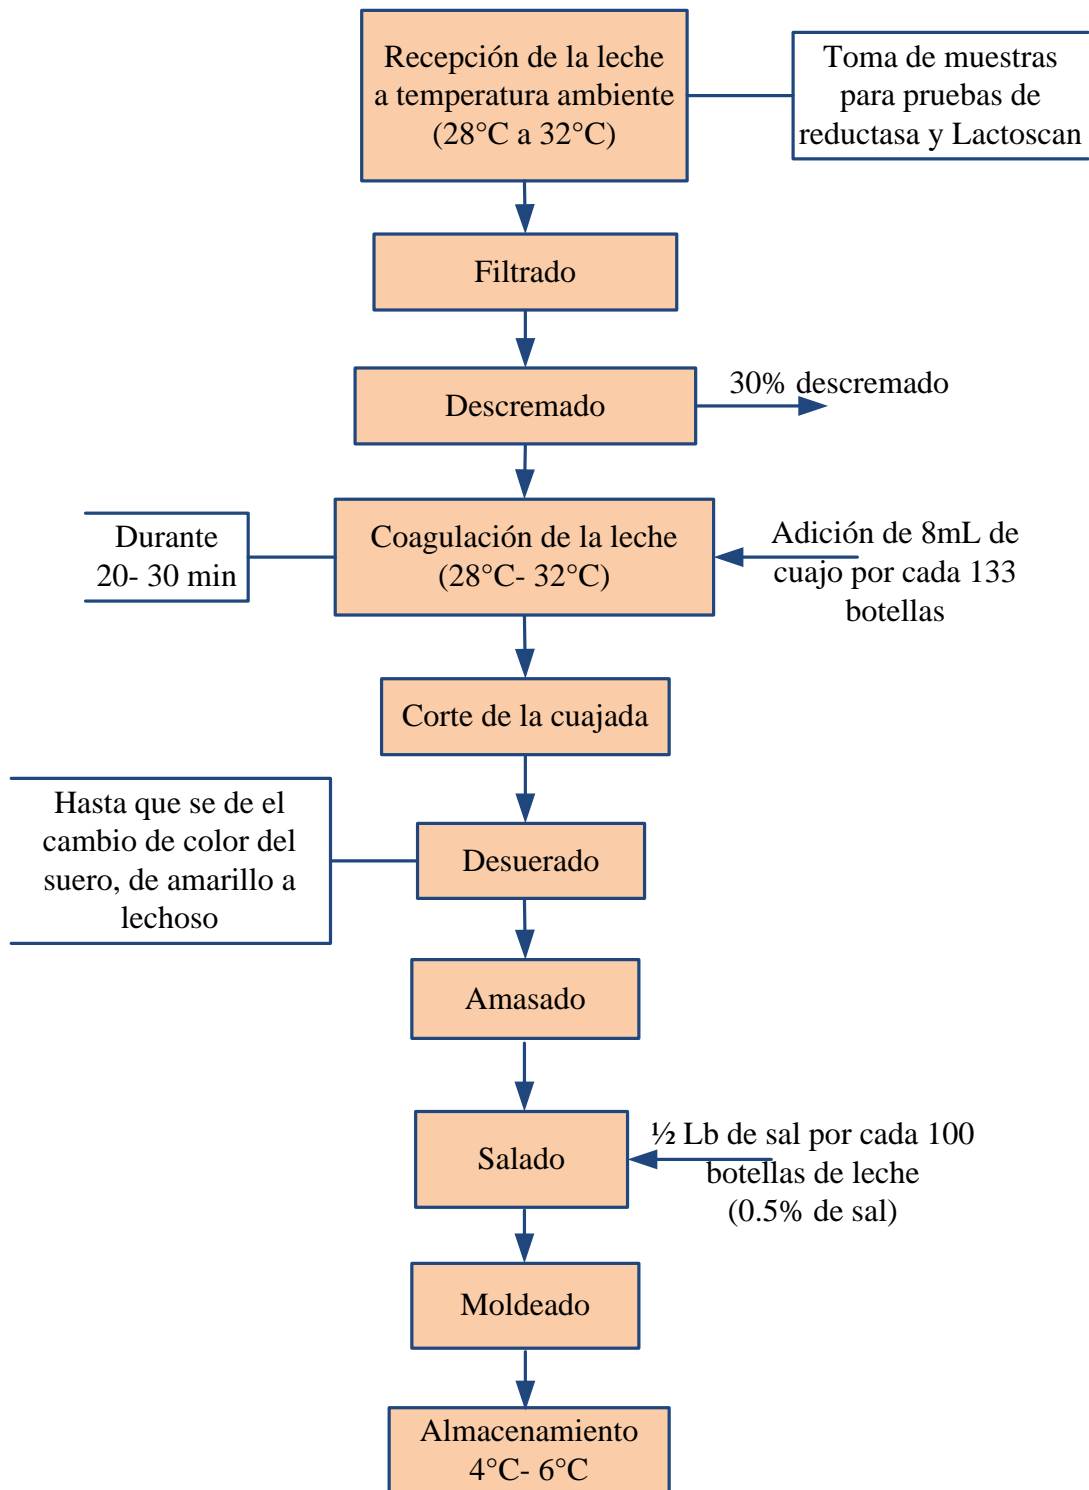 Recepción de la leche
a temperatura ambiente
(28°C a 32°C)
Toma de muestras
para pruebas de
reductasa y Lactoscan
Filtrado
Descremado
30% descremado
Durante
20- 30 min
Coagulación de la leche
(28°C- 32°C)
Adición de 8mL de
cuajo por cada 133
botellas
Corte de la cuajada
Hasta que se de el
cambio de color del
suero, de amarillo a
lechoso
Desuerado
Amasado
Salado
½ Lb de sal por cada 100
botellas de leche
(0.5% de sal)
Moldeado
Almacenamiento
4°C- 6°C